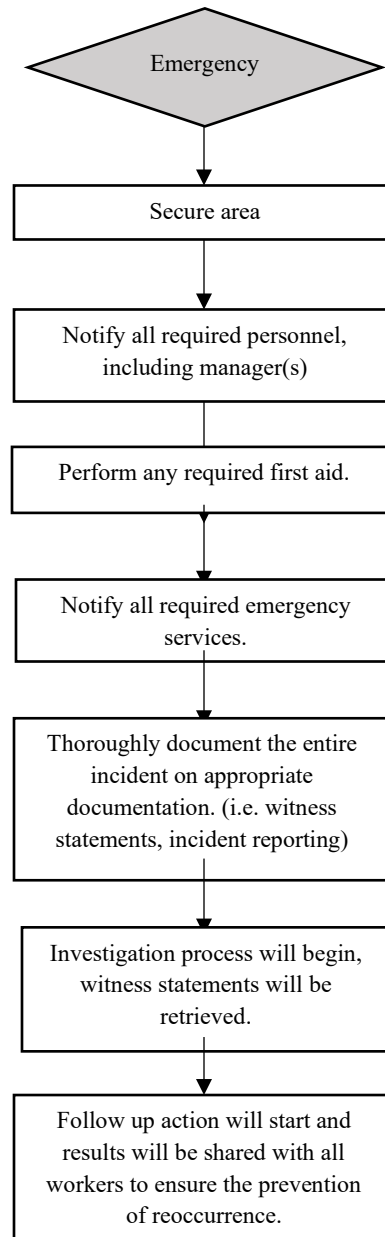 Emergency
Secure area
Notify all required personnel,
including manager(s)
Perform any required first aid.
Notify all required emergency
services.
Thoroughly document the entire
incident on appropriate
documentation. (i.e. witness
statements, incident reporting)
Investigation process will begin,
witness statements will be
retrieved.
Follow up action will start and
results will be shared with all
workers to ensure the prevention
of reoccurrence.